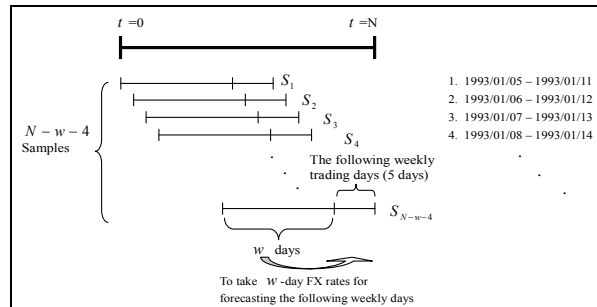 t =0
t =N
S1
S2
S3
S4
N − w − 4
Samples
1. 1993/01/05 – 1993/01/11
2. 1993/01/06 – 1993/01/12
3. 1993/01/07 – 1993/01/13
4. 1993/01/08 – 1993/01/14
The following weekly
trading days (5 days)
SN−w−4
w days
To take w -day FX rates for
forecasting the following weekly days